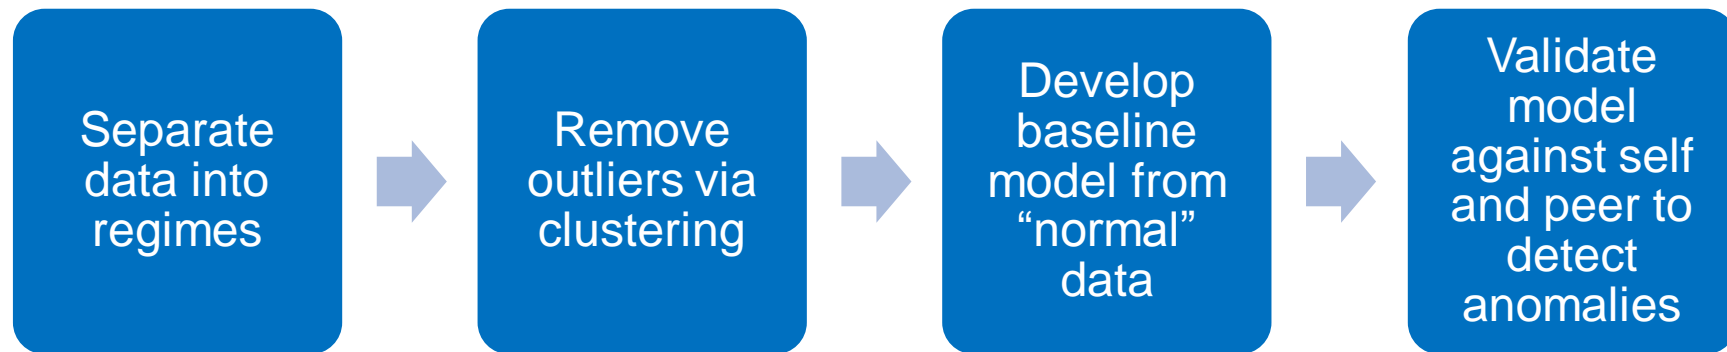 Separate
data into
regimes
Remove
outliers via
clustering
Develop
baseline
model from
“normal”
data
Validate
model
against self
and peer to
detect
anomalies